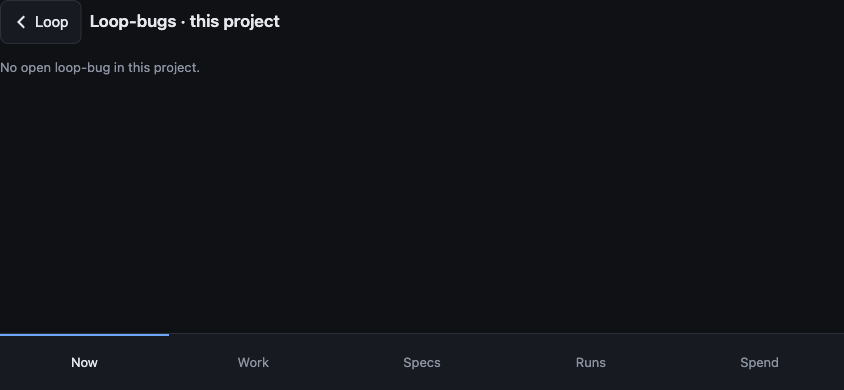 Loop
Loop-bugs · this project
No open loop-bug in this project.
Now
Work
Specs
Runs
Spend